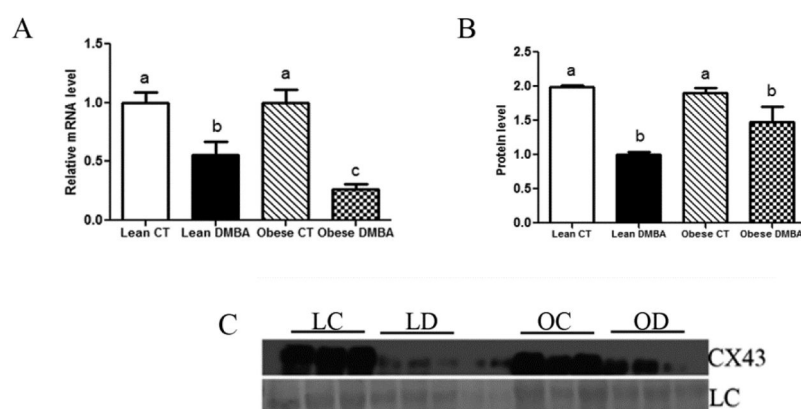 A
Relative mRNA level
1.5
1.0
0.5
0.0
a
b
a
c
Lean CT
Lean DMBA
Obese CT
Obese DMBA
B
Protein level
2.5
2.0
1.5
1.0
0.5
0.0
a
b
a
b
Lean CT
Lean DMBA
Obese CT
Obese DMBA
C
LC LD OC OD
CX43
LC